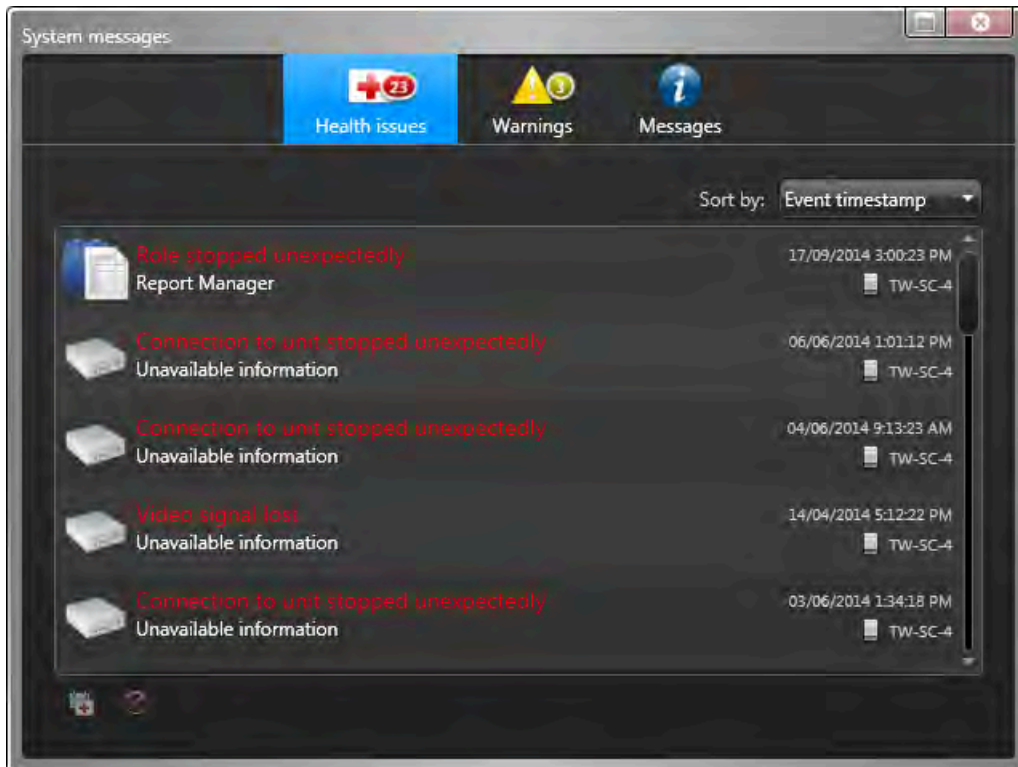 System messages
23
3
Health issues
Warnings
Messages
Sort by: Event timestamp
Role stopped unexpectedly
17/09/2014 3:00:23 PM
Report Manager
TW-SC-4
Connection to unit stopped unexpectedly
06/06/2014 1:01:12 PM
Unavailable information
TW-SC-4
Connection to unit stopped unexpectedly
04/06/2014 9:13:23 AM
Unavailable information
TW-SC-4
Video signal lost
14/04/2014 5:12:22 PM
Unavailable information
TW-SC-4
Connection to unit stopped unexpectedly
03/06/2014 1:34:18 PM
Unavailable information
TW-SC-4